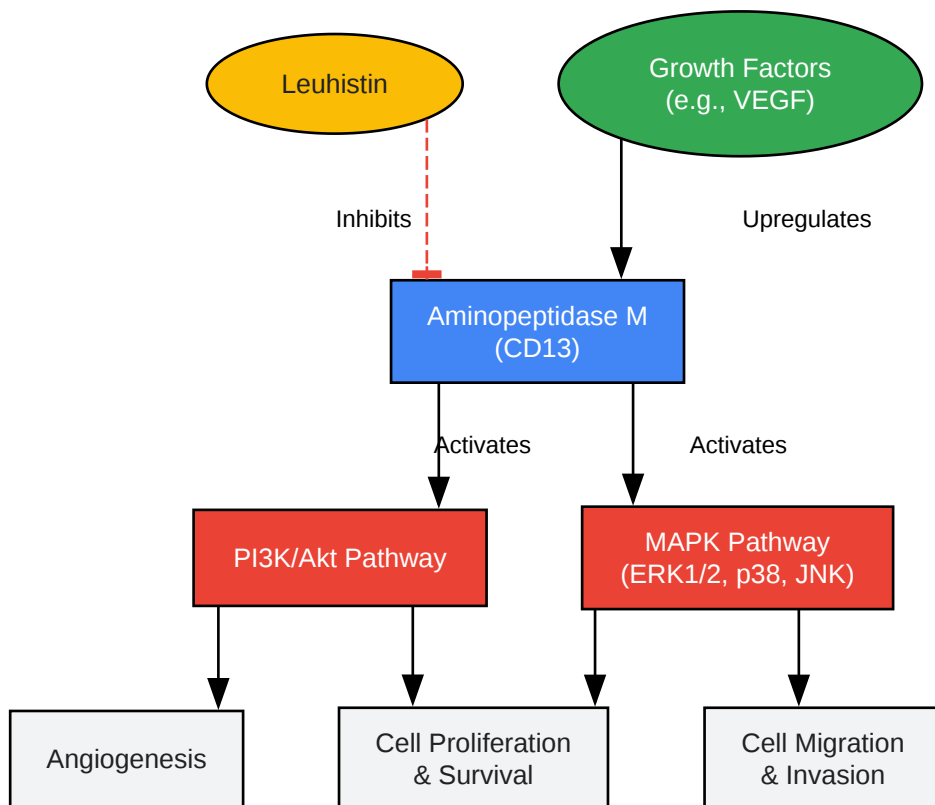 Leuhistin
Growth Factors
(e.g., VEGF)
Inhibits
Upregulates
Aminopeptidase M
(CD13)
Activates
Activates
PI3K/Akt Pathway
MAPK Pathway
(ERK1/2, p38, JNK)
Angiogenesis
Cell Proliferation
& Survival
Cell Migration
& Invasion